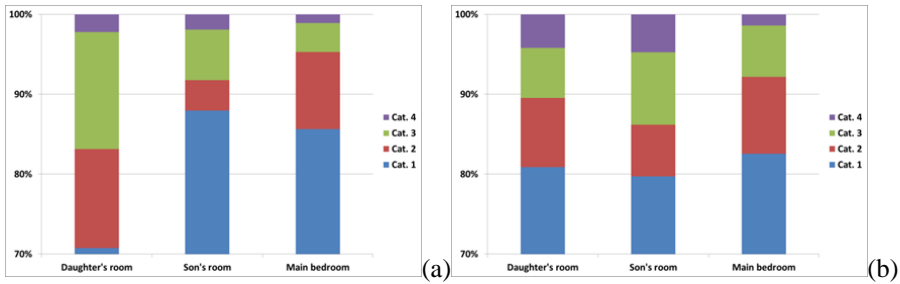 100%
90%
80%
70%
Daughter's room Son's room Main bedroom
Cat. 4
Cat. 3
Cat. 2
Cat. 1
(a)
100%
90%
80%
70%
Daughter's room Son's room Main bedroom
Cat. 4
Cat. 3
Cat. 2
Cat. 1
(b)